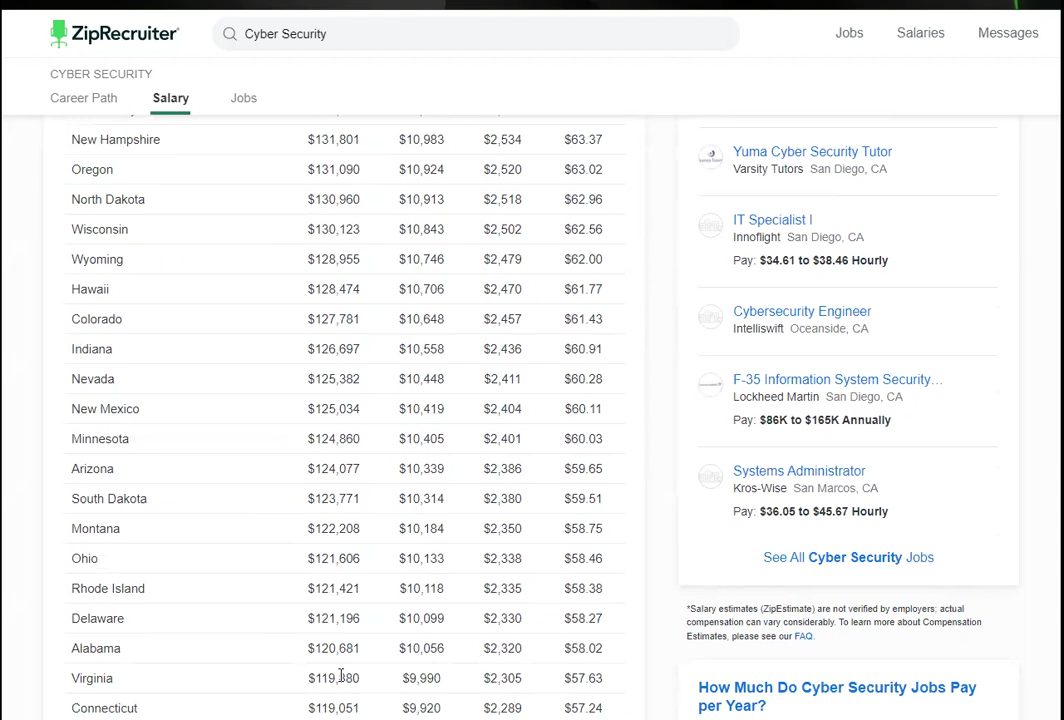 ZipRecruiter
Cyber Security
Jobs
Salaries
Messages
CYBER SECURITY
Career Path
Salary
Jobs
New Hampshire $131,801 $10,983 $2,534 $63.37
Oregon $131,090 $10,924 $2,520 $63.02
North Dakota $130,960 $10,913 $2,518 $62.96
Wisconsin $130,123 $10,843 $2,502 $62.56
Wyoming $128,955 $10,746 $2,479 $62.00
Hawaii $128,474 $10,706 $2,470 $61.77
Colorado $127,781 $10,648 $2,457 $61.43
Indiana $126,697 $10,558 $2,436 $60.91
Nevada $125,382 $10,448 $2,411 $60.28
New Mexico $125,034 $10,419 $2,404 $60.11
Minnesota $124,860 $10,405 $2,401 $60.03
Arizona $124,077 $10,339 $2,386 $59.65
South Dakota $123,771 $10,314 $2,380 $59.51
Montana $122,208 $10,184 $2,350 $58.75
Ohio $121,606 $10,133 $2,338 $58.46
Rhode Island $121,421 $10,118 $2,335 $58.38
Delaware $121,196 $10,099 $2,330 $58.27
Alabama $120,681 $10,056 $2,320 $58.02
Virginia $9,990 $2,305 $57.63
Connecticut $119,051 $9,920 $2,289 $57.24
Yuma Cyber Security Tutor
Varsity Tutors San Diego, CA
IT Specialist I
Innoflight San Diego, CA
Pay: $34.61 to $38.46 Hourly
Cybersecurity Engineer
Intelliswift Oceanside, CA
F-35 Information System Security…
Lockheed Martin San Diego, CA
Pay: $86K to $165K Annually
Systems Administrator
Kros-Wise San Marcos, CA
Pay: $36.05 to $45.67 Hourly
See All Cyber Security Jobs
*Salary estimates (ZipEstimate) are not verified by employers; actual
compensation can vary considerably. To learn more about Compensation
Estimates, please see our FAQ.
How Much Do Cyber Security Jobs Pay
per Year?